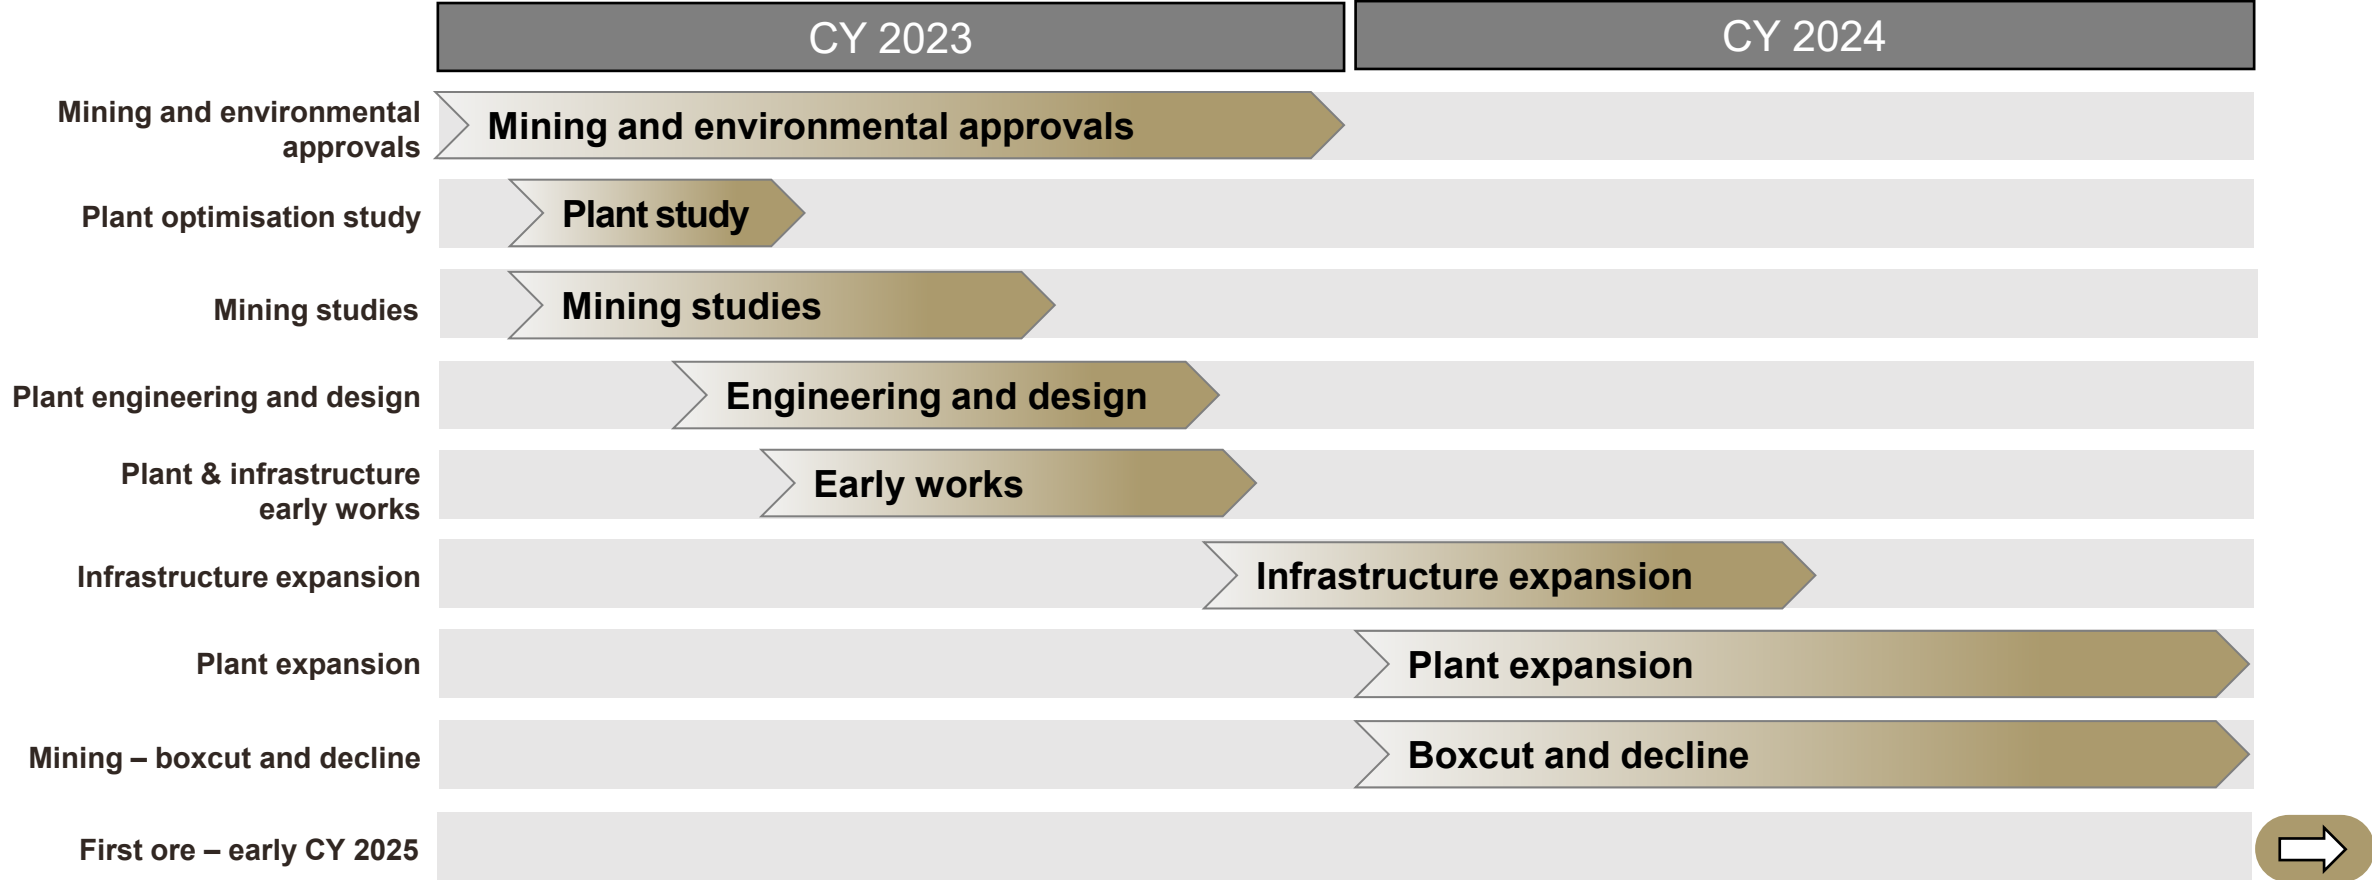 CY 2023
CY 2024
Mining and environmental
approvals
Mining and environmental approvals
Plant optimisation study
Plant study
Mining studies
Mining studies
Plant engineering and design
Engineering and design
Plant & infrastructure
early works
Early works
Infrastructure expansion
Infrastructure expansion
Plant expansion
Plant expansion
Mining – boxcut and decline
Boxcut and decline
First ore – early CY 2025